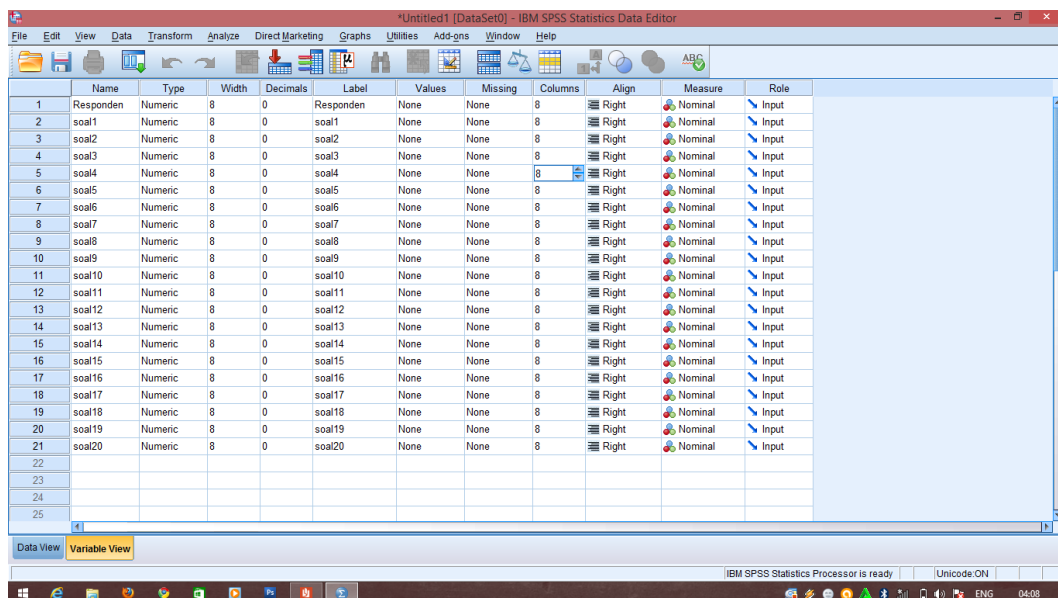 *Untitled1 [DataSet0] - IBM SPSS Statistics Data Editor
File Edit View Data Transform Analyze Direct Marketing Graphs Utilities Add-ons Window Help
Name Type Width Decimals Label Values Missing Columns Align Measure Role
1 Responden Numeric 8 0 Responden None None 8 Right Nominal Input
2 soal1 Numeric 8 0 soal1 None None 8 Right Nominal Input
3 soal2 Numeric 8 0 soal2 None None 8 Right Nominal Input
4 soal3 Numeric 8 0 soal3 None None 8 Right Nominal Input
5 soal4 Numeric 8 0 soal4 None None 8 Right Nominal Input
6 soal5 Numeric 8 0 soal5 None None 8 Right Nominal Input
7 soal6 Numeric 8 0 soal6 None None 8 Right Nominal Input
8 soal7 Numeric 8 0 soal7 None None 8 Right Nominal Input
9 soal8 Numeric 8 0 soal8 None None 8 Right Nominal Input
10 soal9 Numeric 8 0 soal9 None None 8 Right Nominal Input
11 soal10 Numeric 8 0 soal10 None None 8 Right Nominal Input
12 soal11 Numeric 8 0 soal11 None None 8 Right Nominal Input
13 soal12 Numeric 8 0 soal12 None None 8 Right Nominal Input
14 soal13 Numeric 8 0 soal13 None None 8 Right Nominal Input
15 soal14 Numeric 8 0 soal14 None None 8 Right Nominal Input
16 soal15 Numeric 8 0 soal15 None None 8 Right Nominal Input
17 soal16 Numeric 8 0 soal16 None None 8 Right Nominal Input
18 soal17 Numeric 8 0 soal17 None None 8 Right Nominal Input
19 soal18 Numeric 8 0 soal18 None None 8 Right Nominal Input
20 soal19 Numeric 8 0 soal19 None None 8 Right Nominal Input
21 soal20 Numeric 8 0 soal20 None None 8 Right Nominal Input
22
23
24
25
Data View Variable View
IBM SPSS Statistics Processor is ready Unicode:ON
ENG 04:08